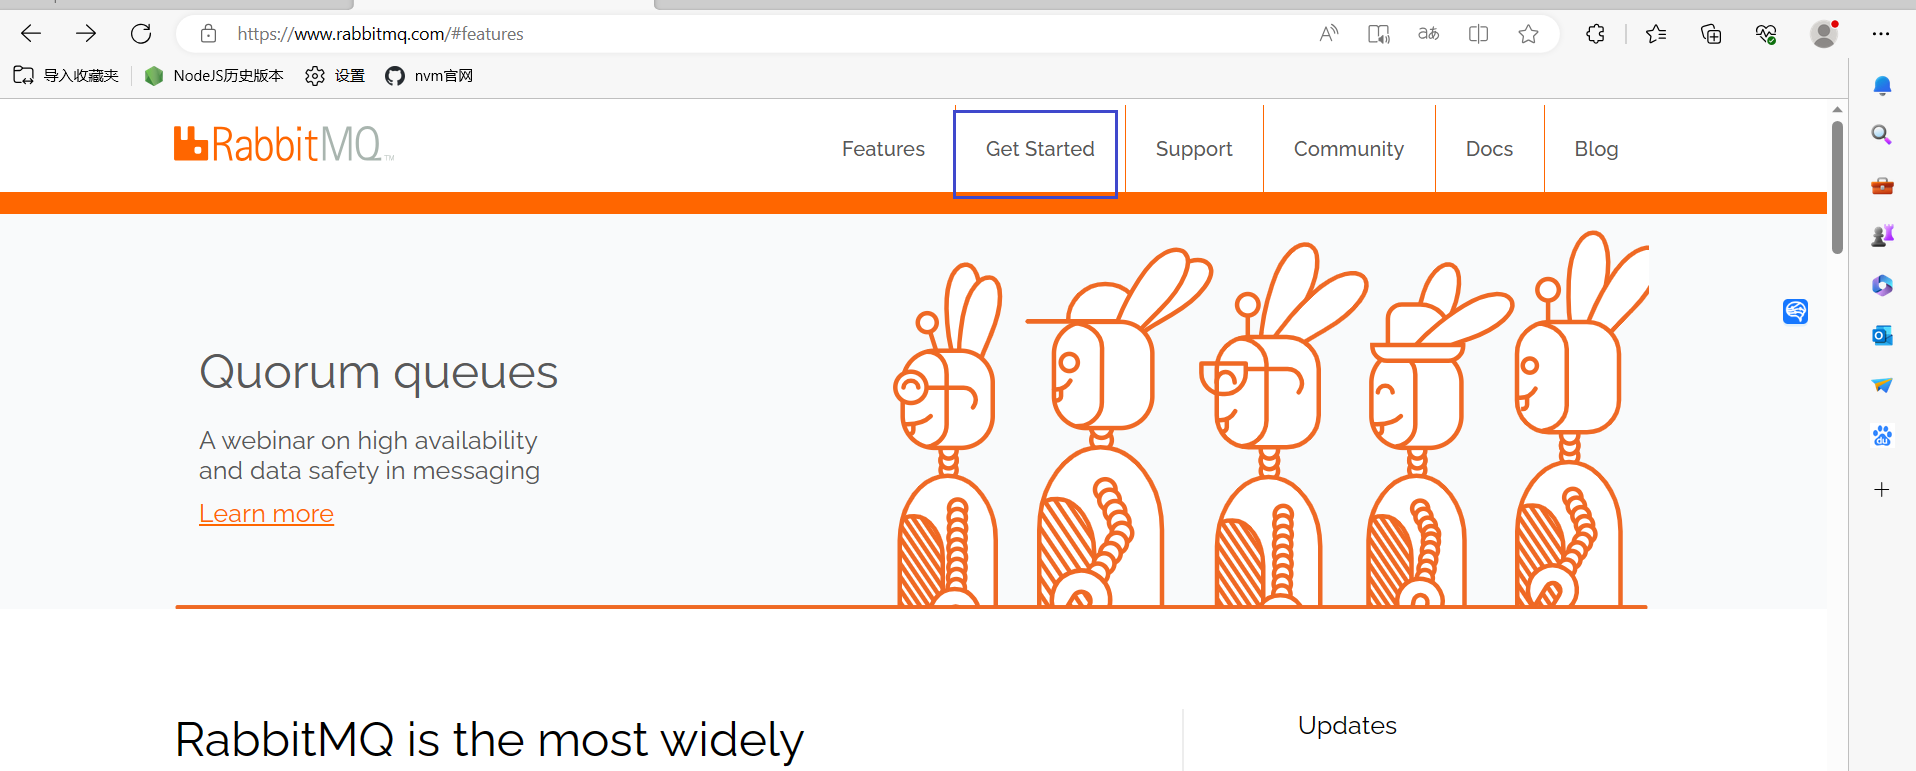 https://www.rabbitmq.com/#features
导入收藏夹 NodeJS历史版本 设置 nvm官网
RabbitMQ TM
Features Get Started Support Community Docs Blog
Quorum queues
A webinar on high availability
and data safety in messaging
Learn more
RabbitMQ is the most widely
Updates